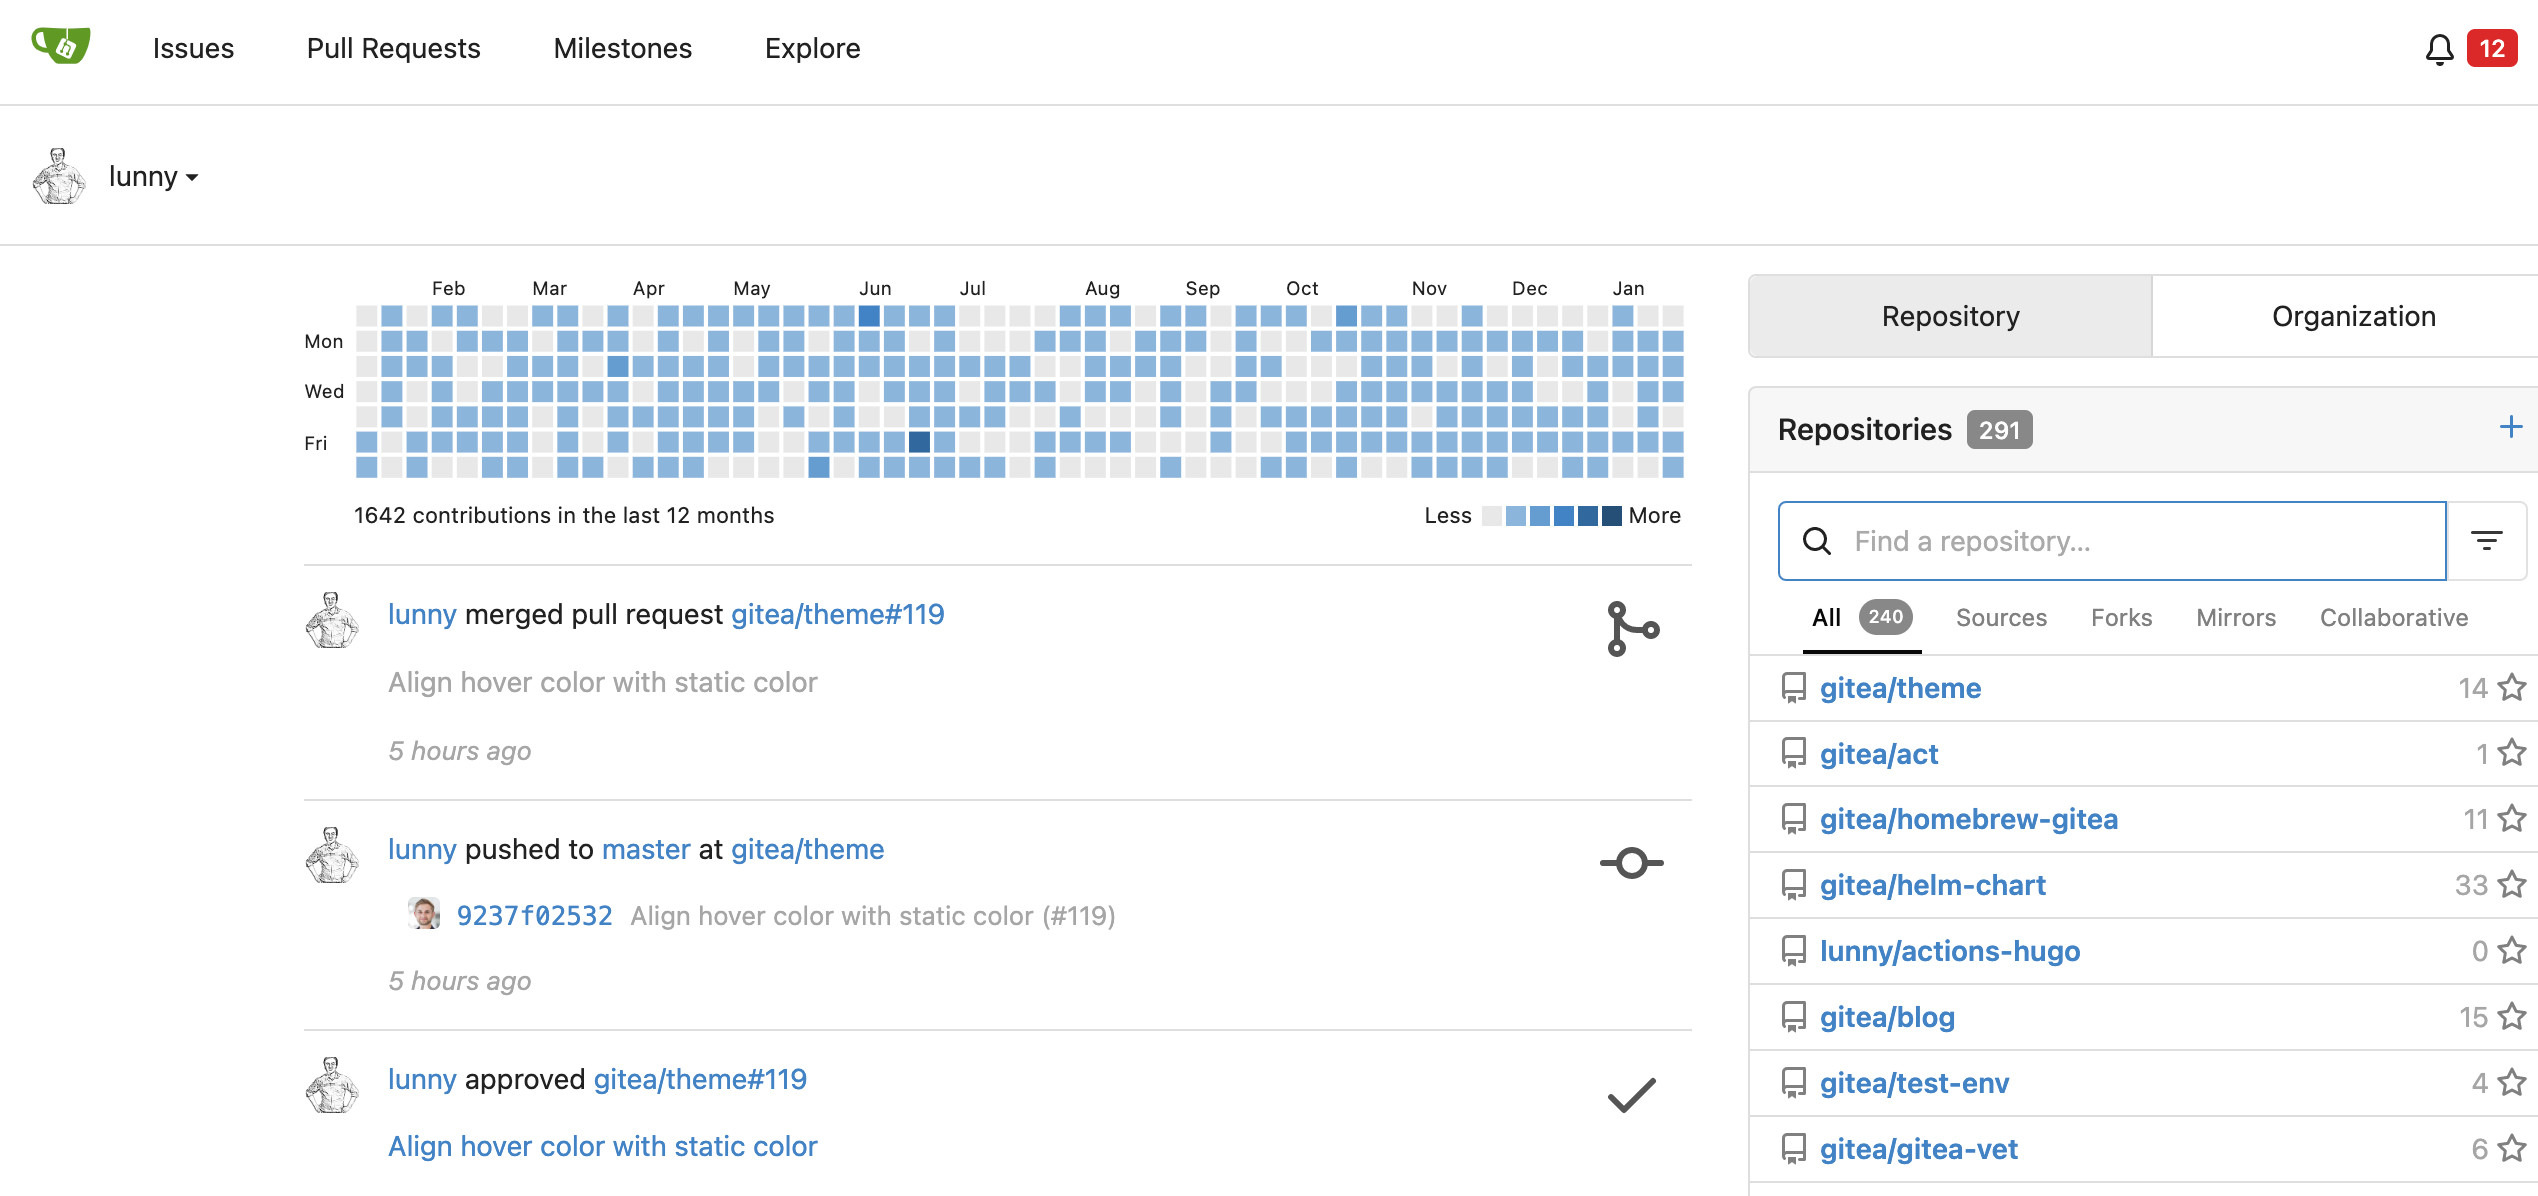 Issues Pull Requests Milestones Explore 12
lunny
Feb Mar Apr May Jun Jul Aug Sep Oct Nov Dec Jan
Mon
Wed
Fri
1642 contributions in the last 12 months Less More
lunny merged pull request gitea/theme#119
Align hover color with static color
5 hours ago
lunny pushed to master at gitea/theme
9237f02532 Align hover color with static color (#119)
5 hours ago
lunny approved gitea/theme#119
Align hover color with static color
Repository Organization
Repositories 291
Find a repository...
All 240 Sources Forks Mirrors Collaborative
gitea/theme 14
gitea/act 1
gitea/homebrew-gitea 11
gitea/helm-chart 33
lunny/actions-hugo 0
gitea/blog 15
gitea/test-env 4
gitea/gitea-vet 6